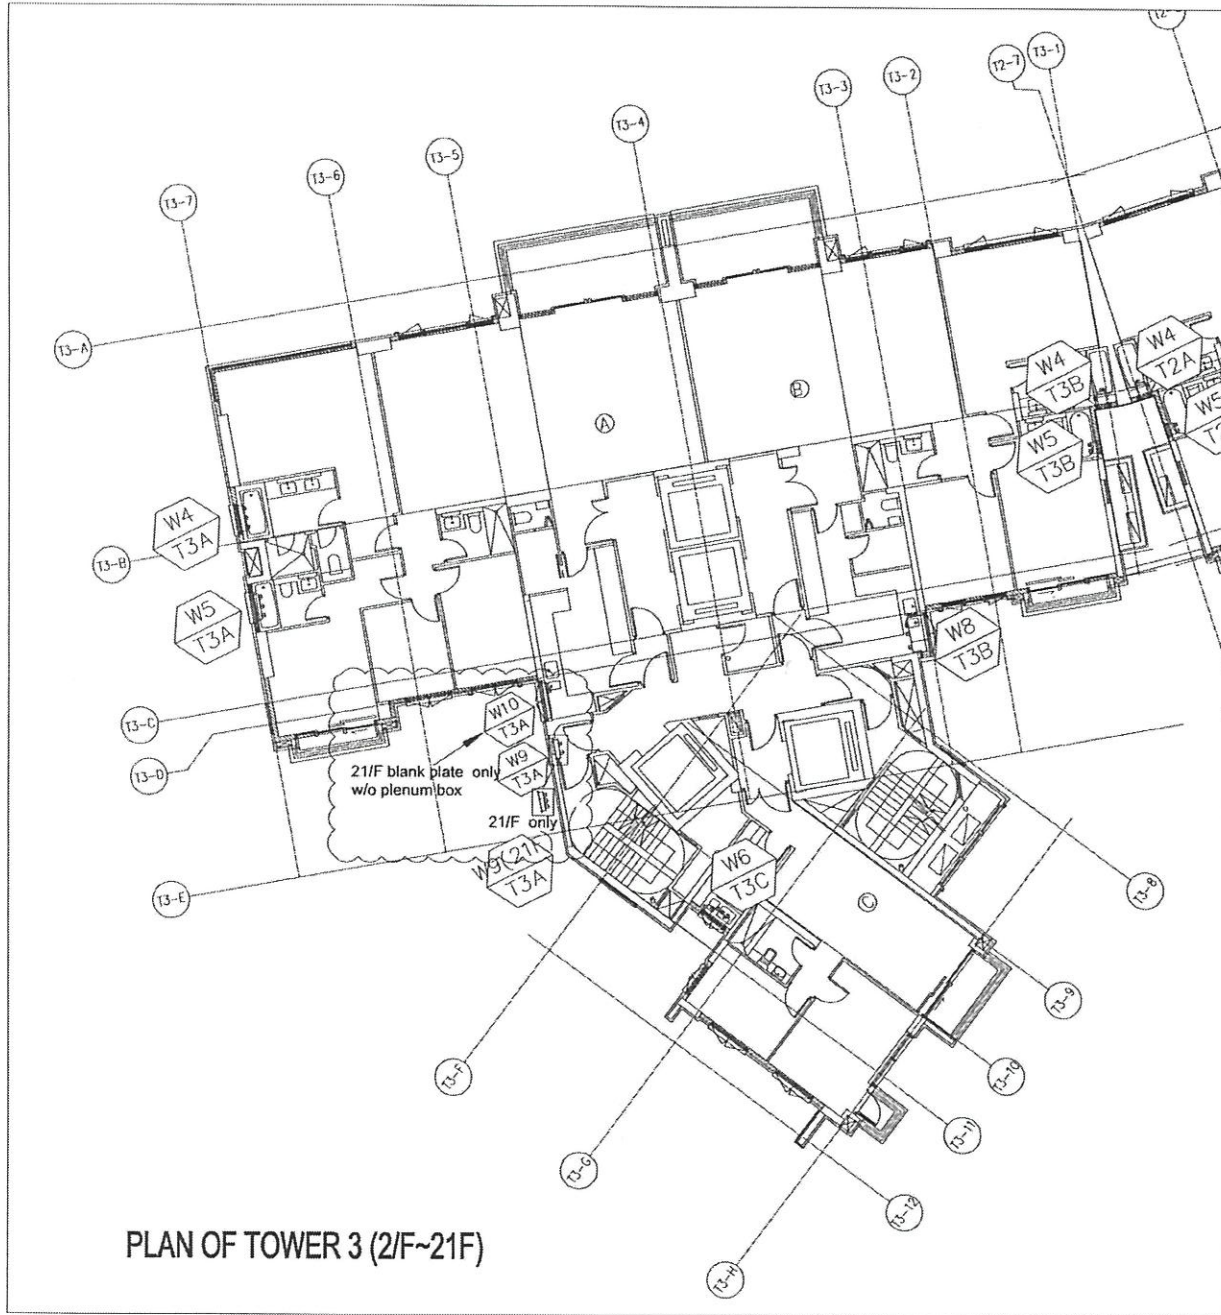 T3-1
T2-7
T3-2
T3-3
T3-4
T3-5
T3-6
T3-7
T3-A
W4
T3B
W4
T2A
B
A
W5
T3B
W5
W4
T3A
T3-B
W5
T3A
W8
T3B
T3-C
W10
T3A
T3-D
W9
T3A
21/F blank plate only
w/o plenum box
21/F only
W9(21F
T3A
T3-E
W6
T3C
C
T3-8
T3-9
T3-F
T3-10
T3-11
T3-G
T3-12
T3-H
PLAN OF TOWER 3 (2/F~21F)